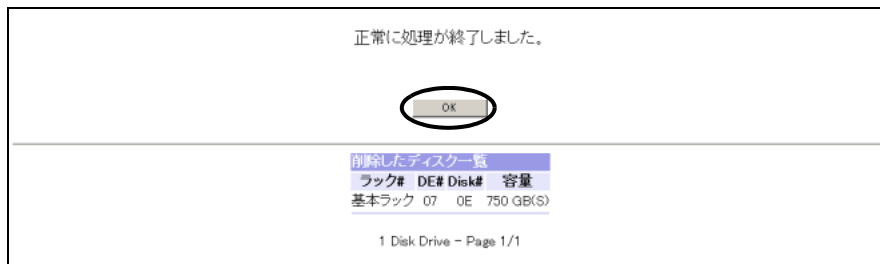 正常に処理が終了しました。
OK
削除したディスク一覧
ラック# DE# Disk# 容量
基本ラック 07 0E 750 GB(S)
1 Disk Drive - Page 1/1